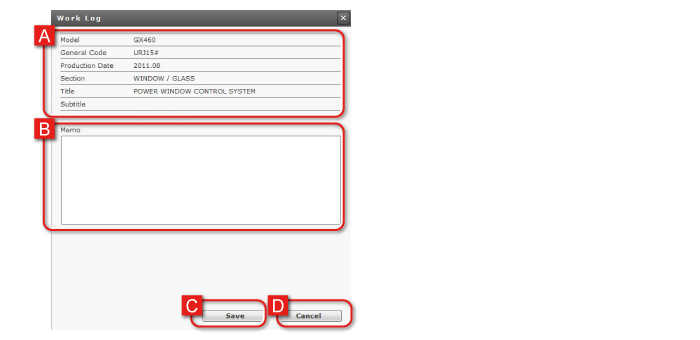 Work Log
A
Model GX460
General Code URJ15#
Production Date 2011.08
Section WINDOW / GLASS
Title POWER WINDOW CONTROL SYSTEM
Subtitle
B
Memo
C D
Save Cancel